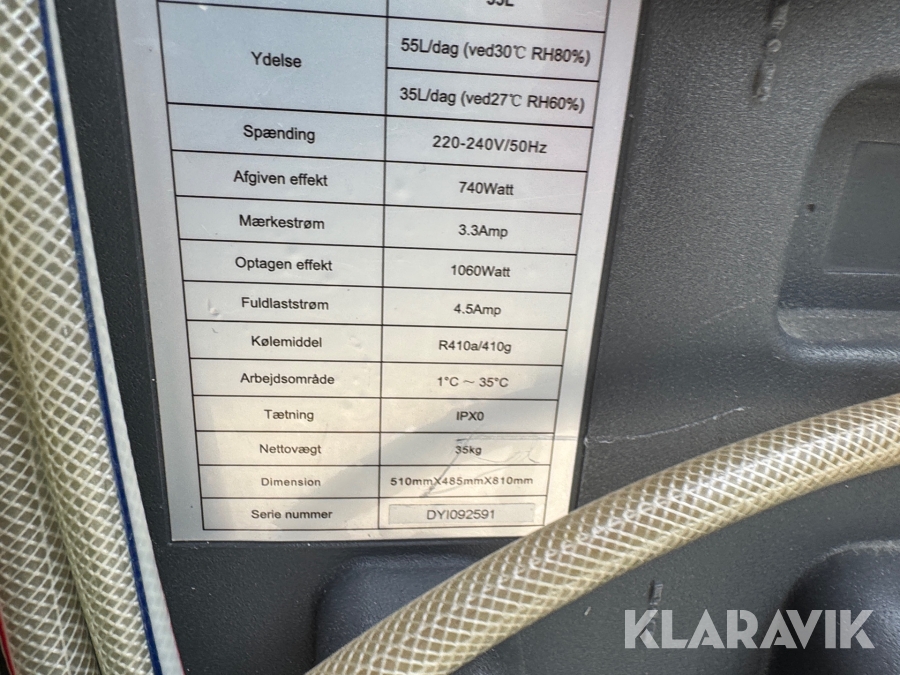 55L
Ydelse
55L/dag (ved30℃ RH80%)
35L/dag (ved27℃ RH60%)
Spænding 220-240V/50Hz
Afgiven effekt 740Watt
Mærkestrøm 3.3Amp
Optagen effekt 1060Watt
Fuldlaststrøm 4.5Amp
Kølemiddel R410a/410g
Arbejdsområde 1°C ~ 35°C
Tætning IPX0
Nettovægt 35kg
Dimension 510mmX485mmX810mm
Serie nummer DYI092591
KLARAVIK